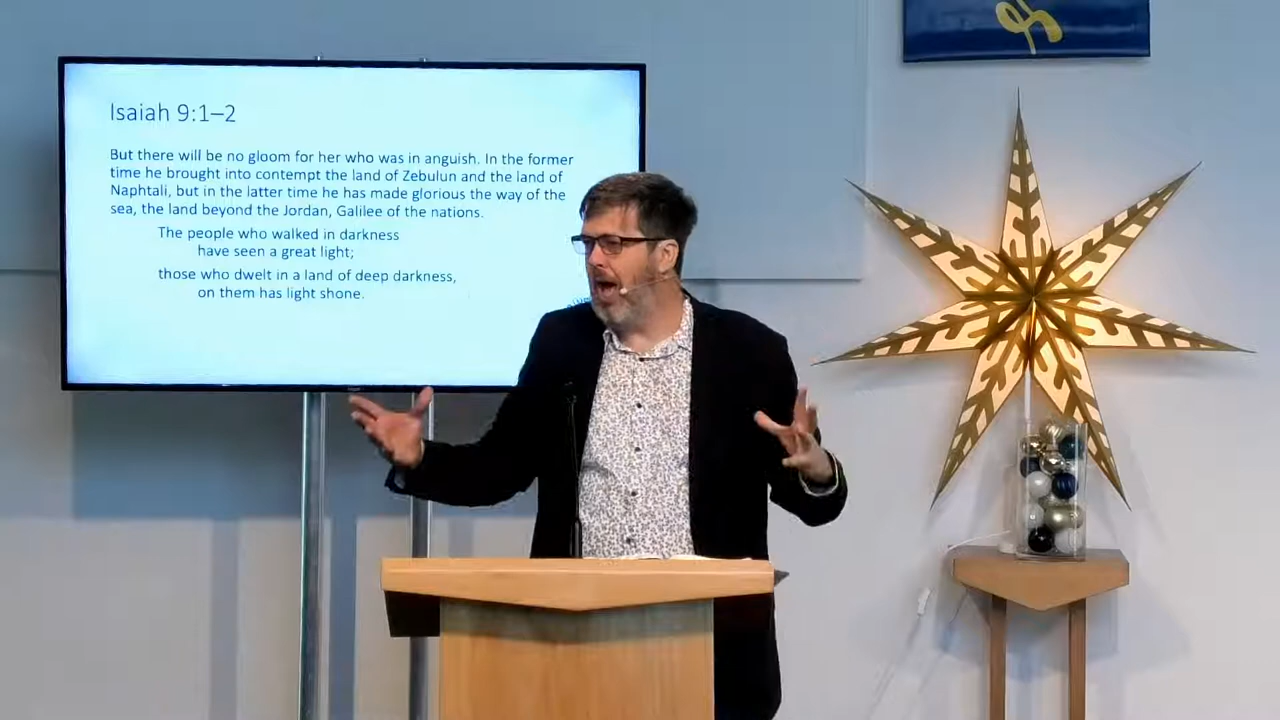 Isaiah 9:1–2
But there will be no gloom for her who was in anguish. In the former
time he brought into contempt the land of Zebulun and the land of
Naphtali, but in the latter time he has made glorious the way of the
sea, the land beyond the Jordan, Galilee of the nations.
The people who walked in darkness
have seen a great light;
those who dwelt in a land of deep darkness,
on them has light shone.